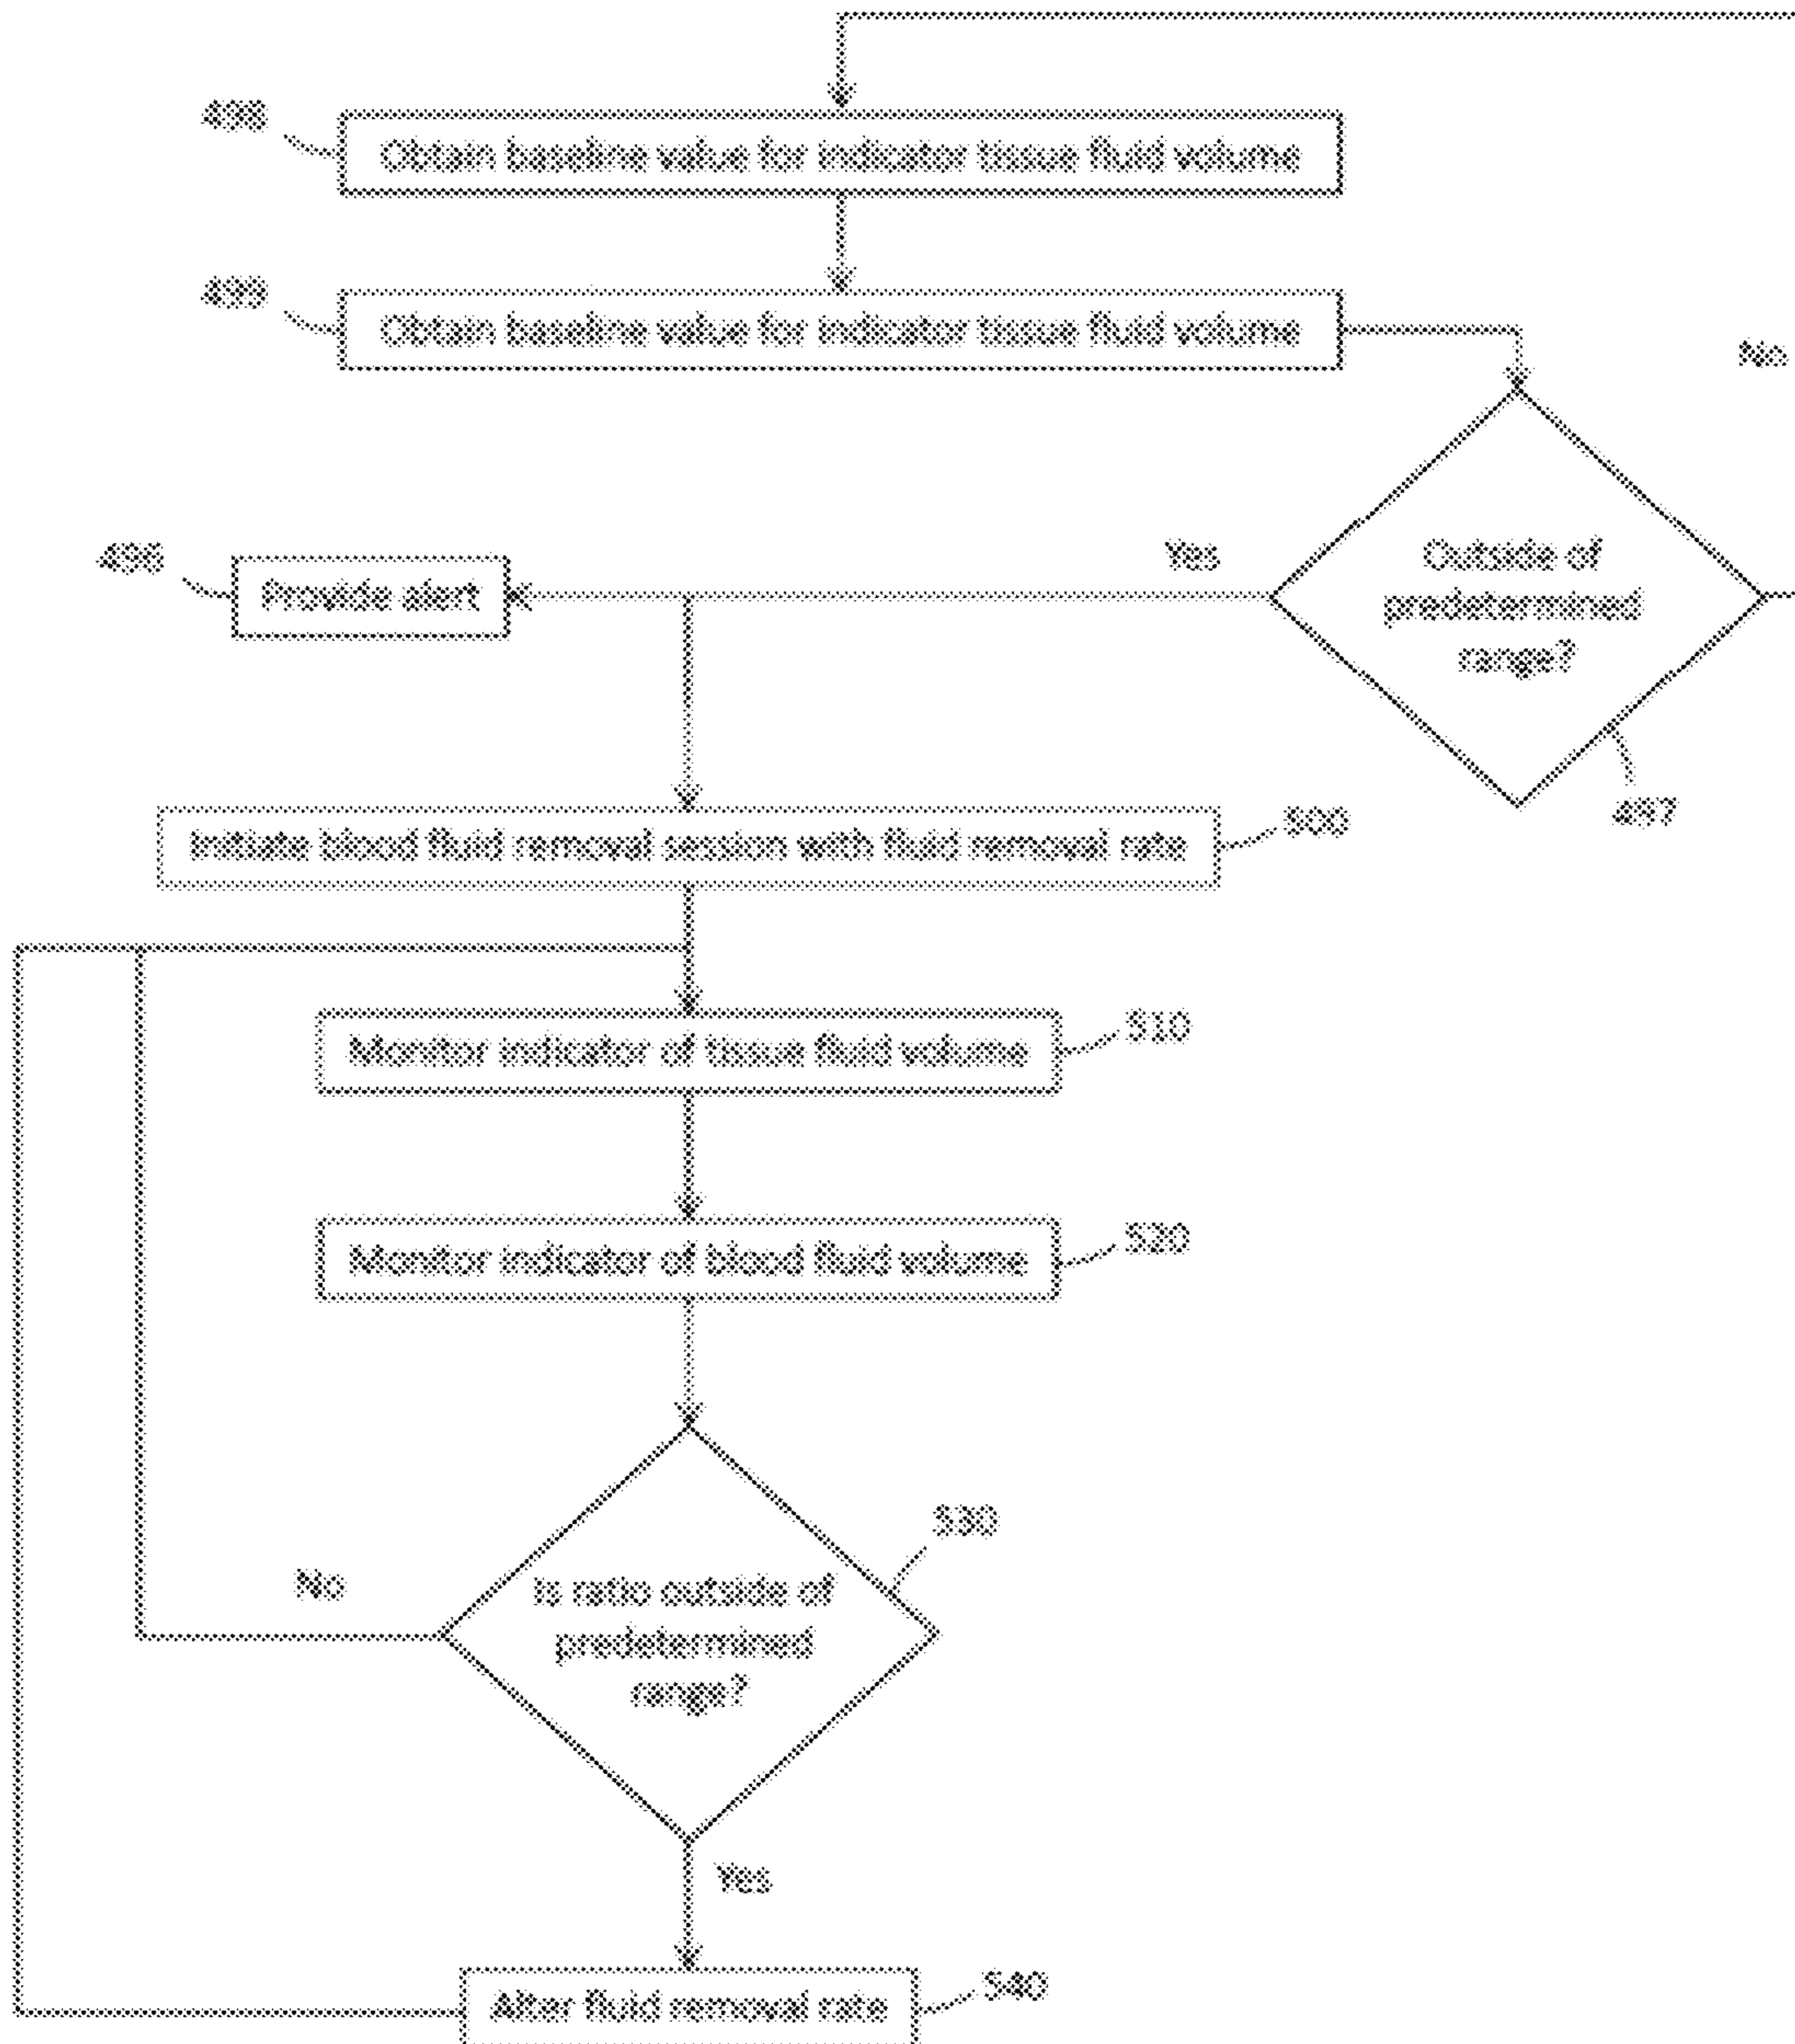 498
Obtain baseline value for indicator tissue fluid volume
499
Obtain baseline value for indicator tissue fluid volume
No
496
Provide alert
Yes
Outside of
predetermined
range?
497
Initiate blood fluid removal session with fluid removal rate
500
Monitor indicator of tissue fluid volume
510
Monitor indicator of blood fluid volume
520
530
No
Is ratio outside of
predetermined
range?
Yes
Alter fluid removal rate
540